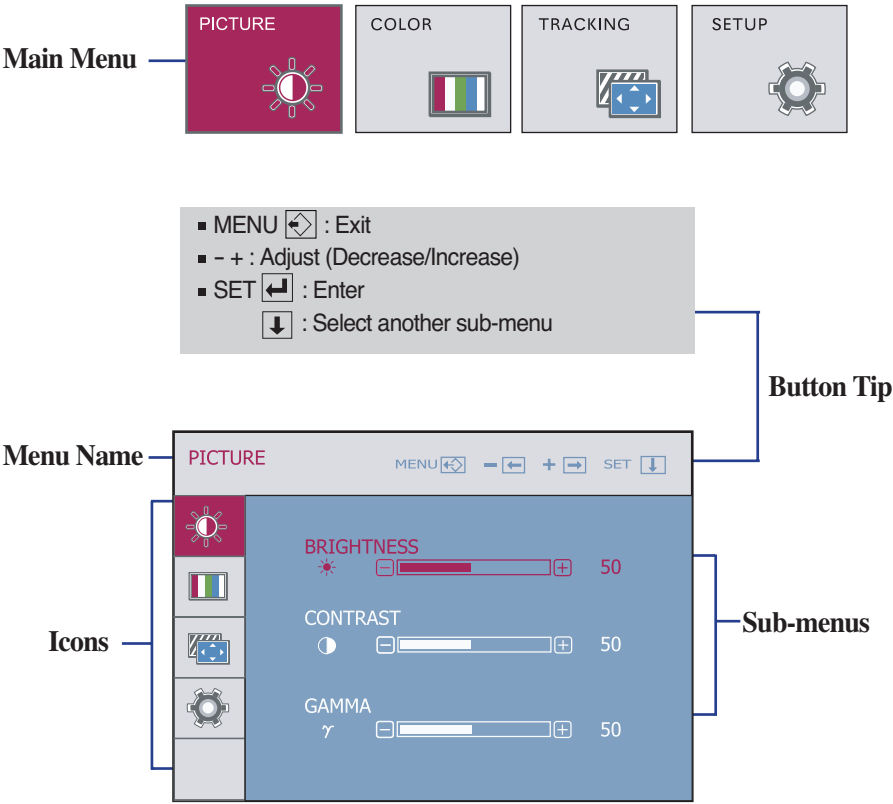 PICTURE COLOR TRACKING SETUP
Main Menu
■ MENU : Exit
■ - + : Adjust (Decrease/Increase)
■ SET : Enter
: Select another sub-menu
Button Tip
Menu Name
PICTURE MENU - + SET
BRIGHTNESS
50
CONTRAST
50
GAMMA
γ 50
Icons
Sub-menus